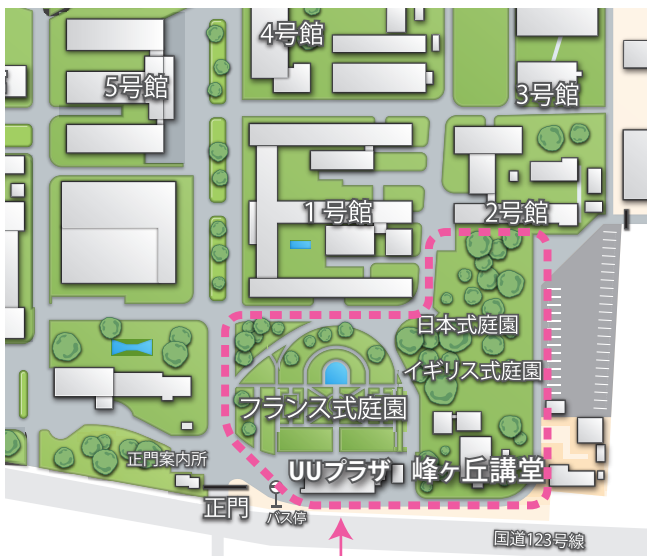 4号館
5号館
3号館
1号館
2号館
日本式庭園
イギリス式庭園
フランス式庭園
UUプラザ
峰ヶ丘講堂
正門案内所
正門
バス停
国道123号線